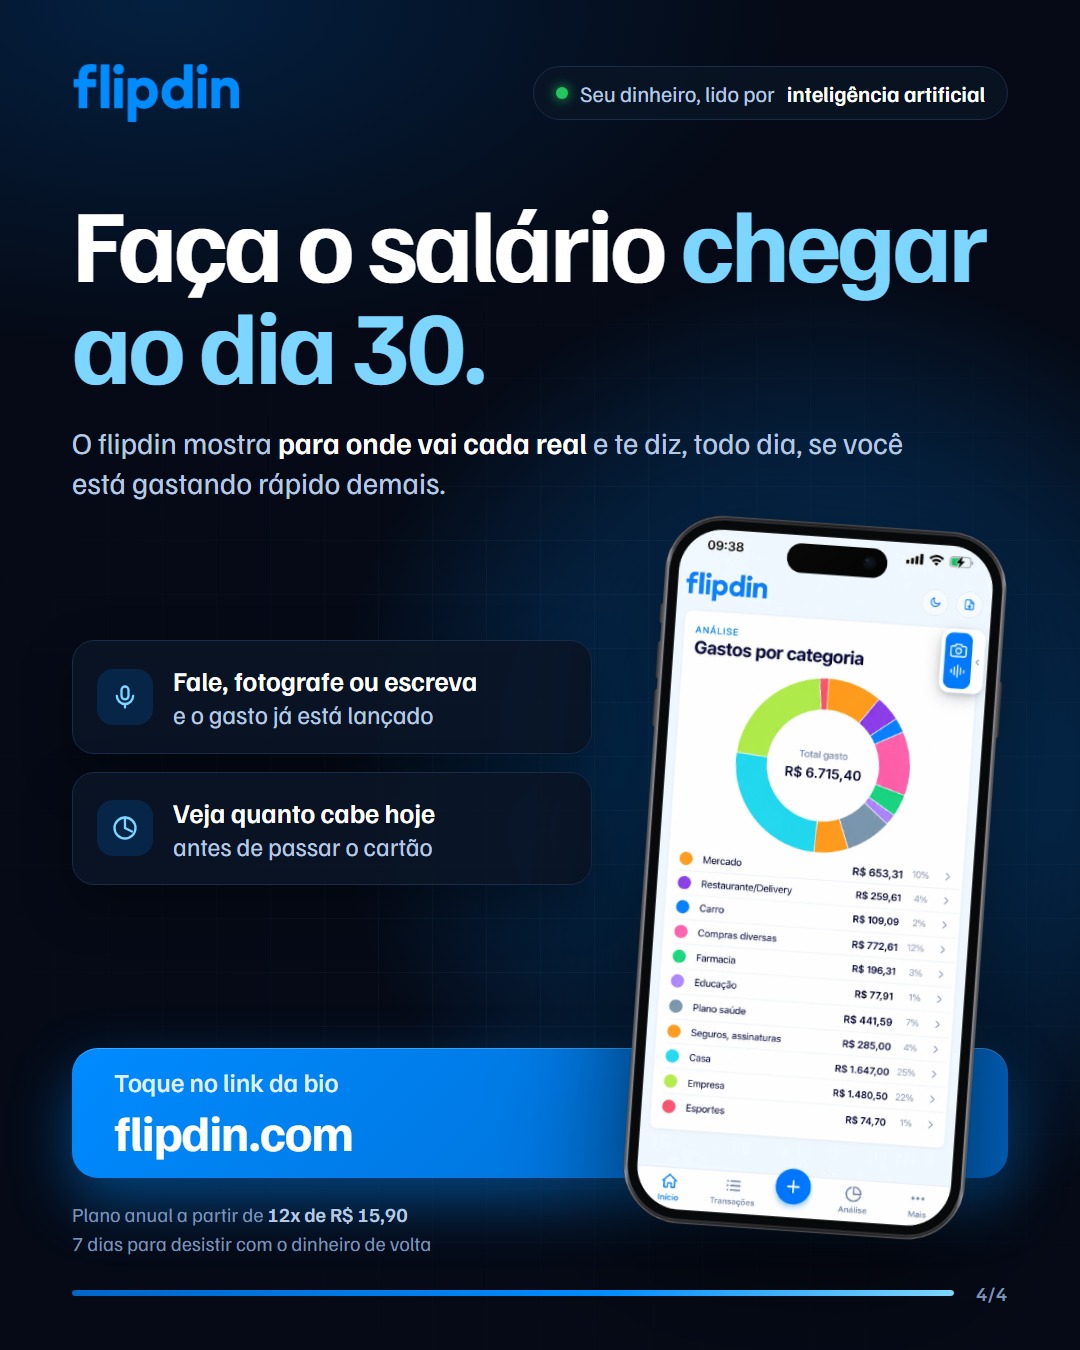 flipdin
Seu dinheiro, lido por inteligência artificial
Faça o salário chegar
ao dia 30.
O flipdin mostra para onde vai cada real e te diz, todo dia, se você
está gastando rápido demais.
Fale, fotografe ou escreva
e o gasto já está lançado
Veja quanto cabe hoje
antes de passar o cartão
09:38
flipdin
ANÁLISE
Gastos por categoria
Total gasto
R$ 6.715,40
Mercado R$ 653,31 10%
Restaurante/Delivery R$ 259,61 4%
Carro R$ 109,09 2%
Compras diversas R$ 772,61 12%
Farmacia R$ 196,31 3%
Educação R$ 77,91 1%
Plano saúde R$ 441,59 7%
Seguros, assinaturas R$ 285,00 4%
Casa R$ 1.647,00 25%
Empresa R$ 1.480,50 22%
Esportes R$ 74,70 1%
Início Transações Análise Mais
Toque no link da bio
flipdin.com
Plano anual a partir de 12x de R$ 15,90
7 dias para desistir com o dinheiro de volta
4/4